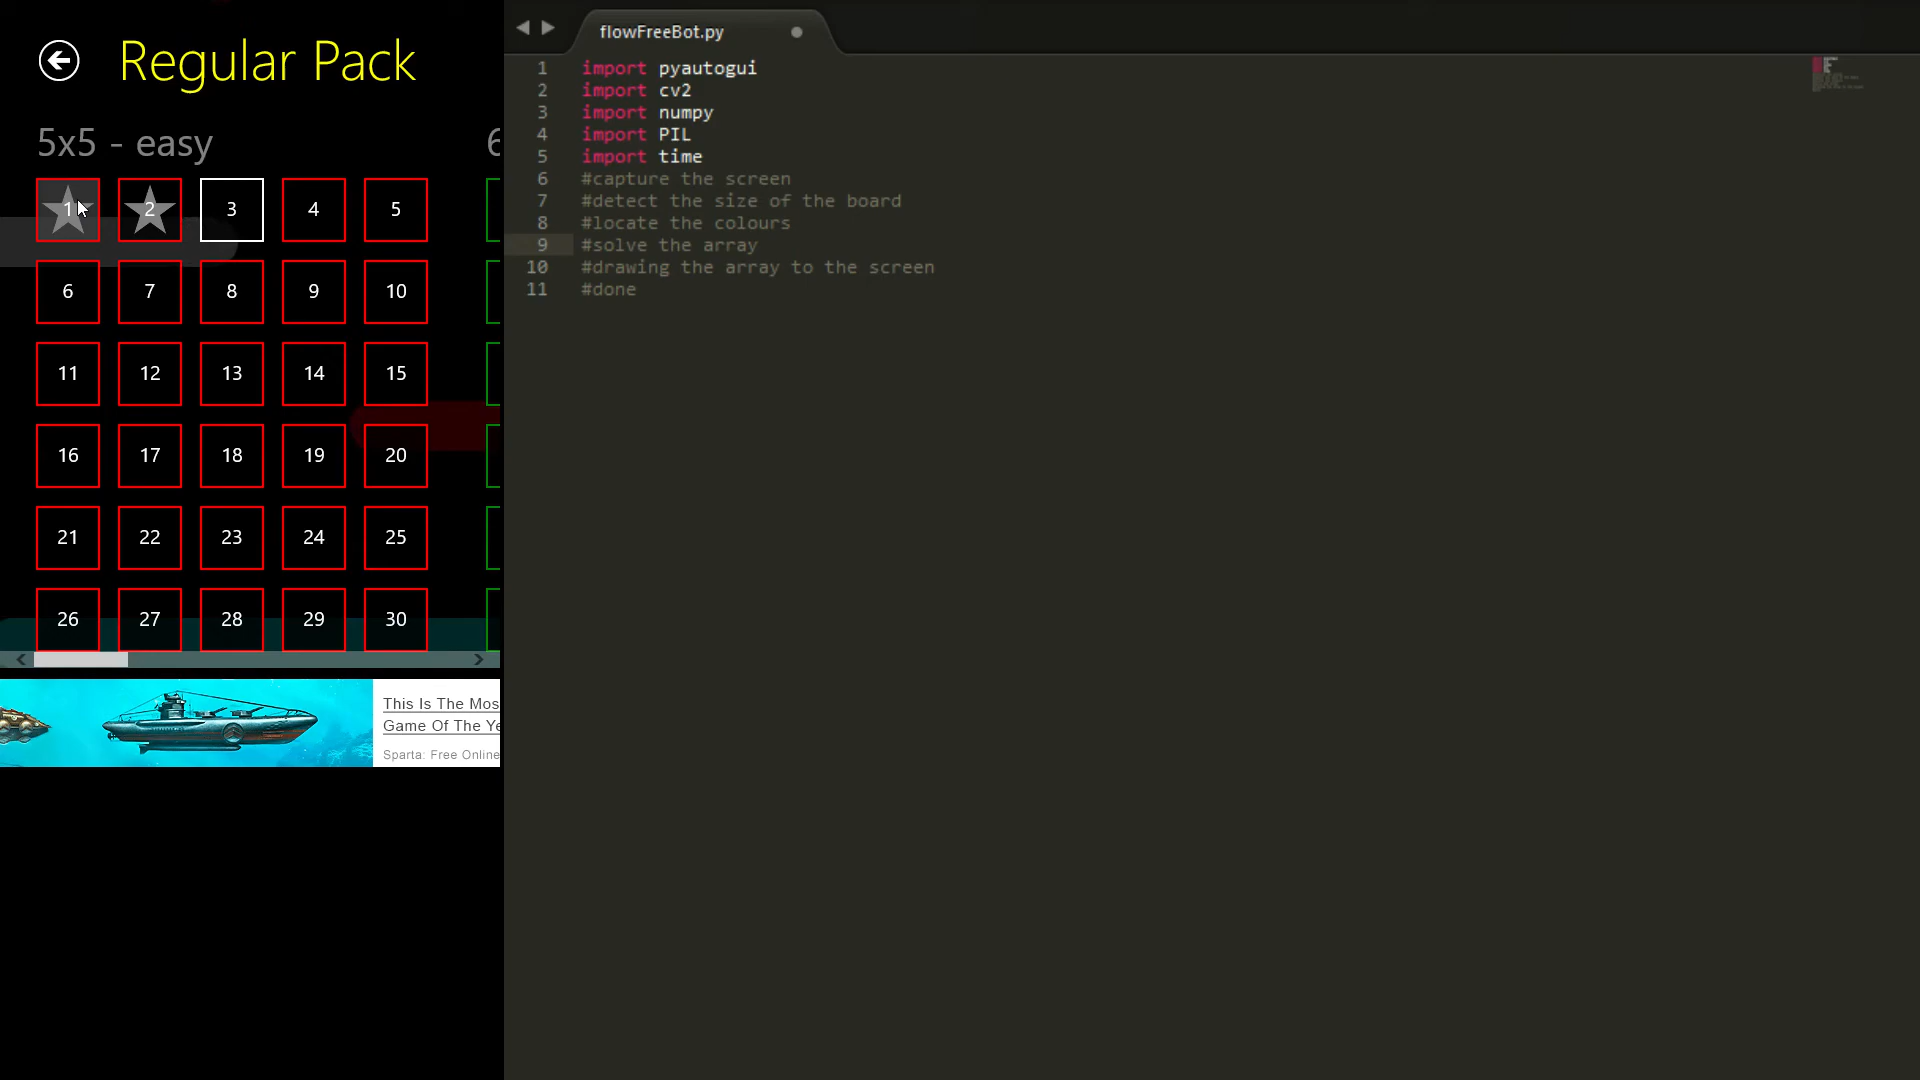 Regular Pack
5x5 - easy
6
1 2 3 4 5
6 7 8 9 10
11 12 13 14 15
16 17 18 19 20
21 22 23 24 25
26 27 28 29 30
This Is The Mos
Game Of The Ye
Sparta: Free Online
flowFreeBot.py
1 import pyautogui
2 import cv2
3 import numpy
4 import PIL
5 import time
6 #capture the screen
7 #detect the size of the board
8 #locate the colours
9 #solve the array
10 #drawing the array to the screen
11 #done